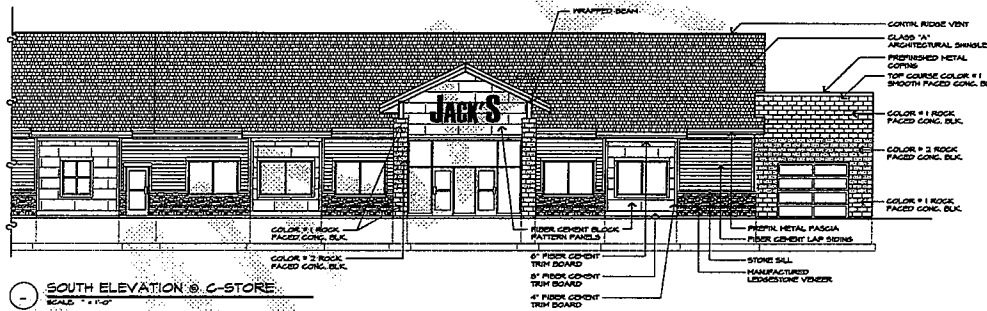 WRAPPED BEAM
CONTIN. RIDGE VENT
CLASS "A"
ARCHITECTURAL SHINGLE
PREFINISHED METAL
COPING
TOP COURSE COLOR # 1
SMOOTH FACED CONC. BL
COLOR # 1 ROCK
FACED CONC. BLK.
COLOR # 2 ROCK
FACED CONC. BLK.
COLOR # 1 ROCK
FACED CONC. BLK.
JACK'S
COLOR # 1 ROCK
FACED CONC. BLK.
COLOR # 2 ROCK
FACED CONC. BLK.
FIBER CEMENT BLOCK
PATTERN PANELS
6" FIBER CEMENT
TRIM BOARD
8" FIBER CEMENT
TRIM BOARD
4" FIBER CEMENT
TRIM BOARD
PREFIN. METAL FASCIA
FIBER CEMENT LAP SIDING
STONE SILL
MANUFACTURED
LEDGESTONE VENEER
SOUTH ELEVATION @ C-STORE
SCALE: " = 1'-0"